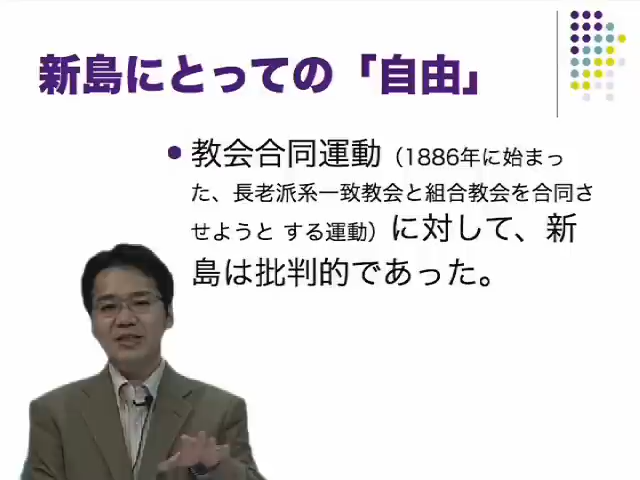 新島にとっての「自由」
教会合同運動（1886年に始まっ
た、長老派系一致教会と組合教会を合同さ
せようと する運動）に対して、新
島は批判的であった。